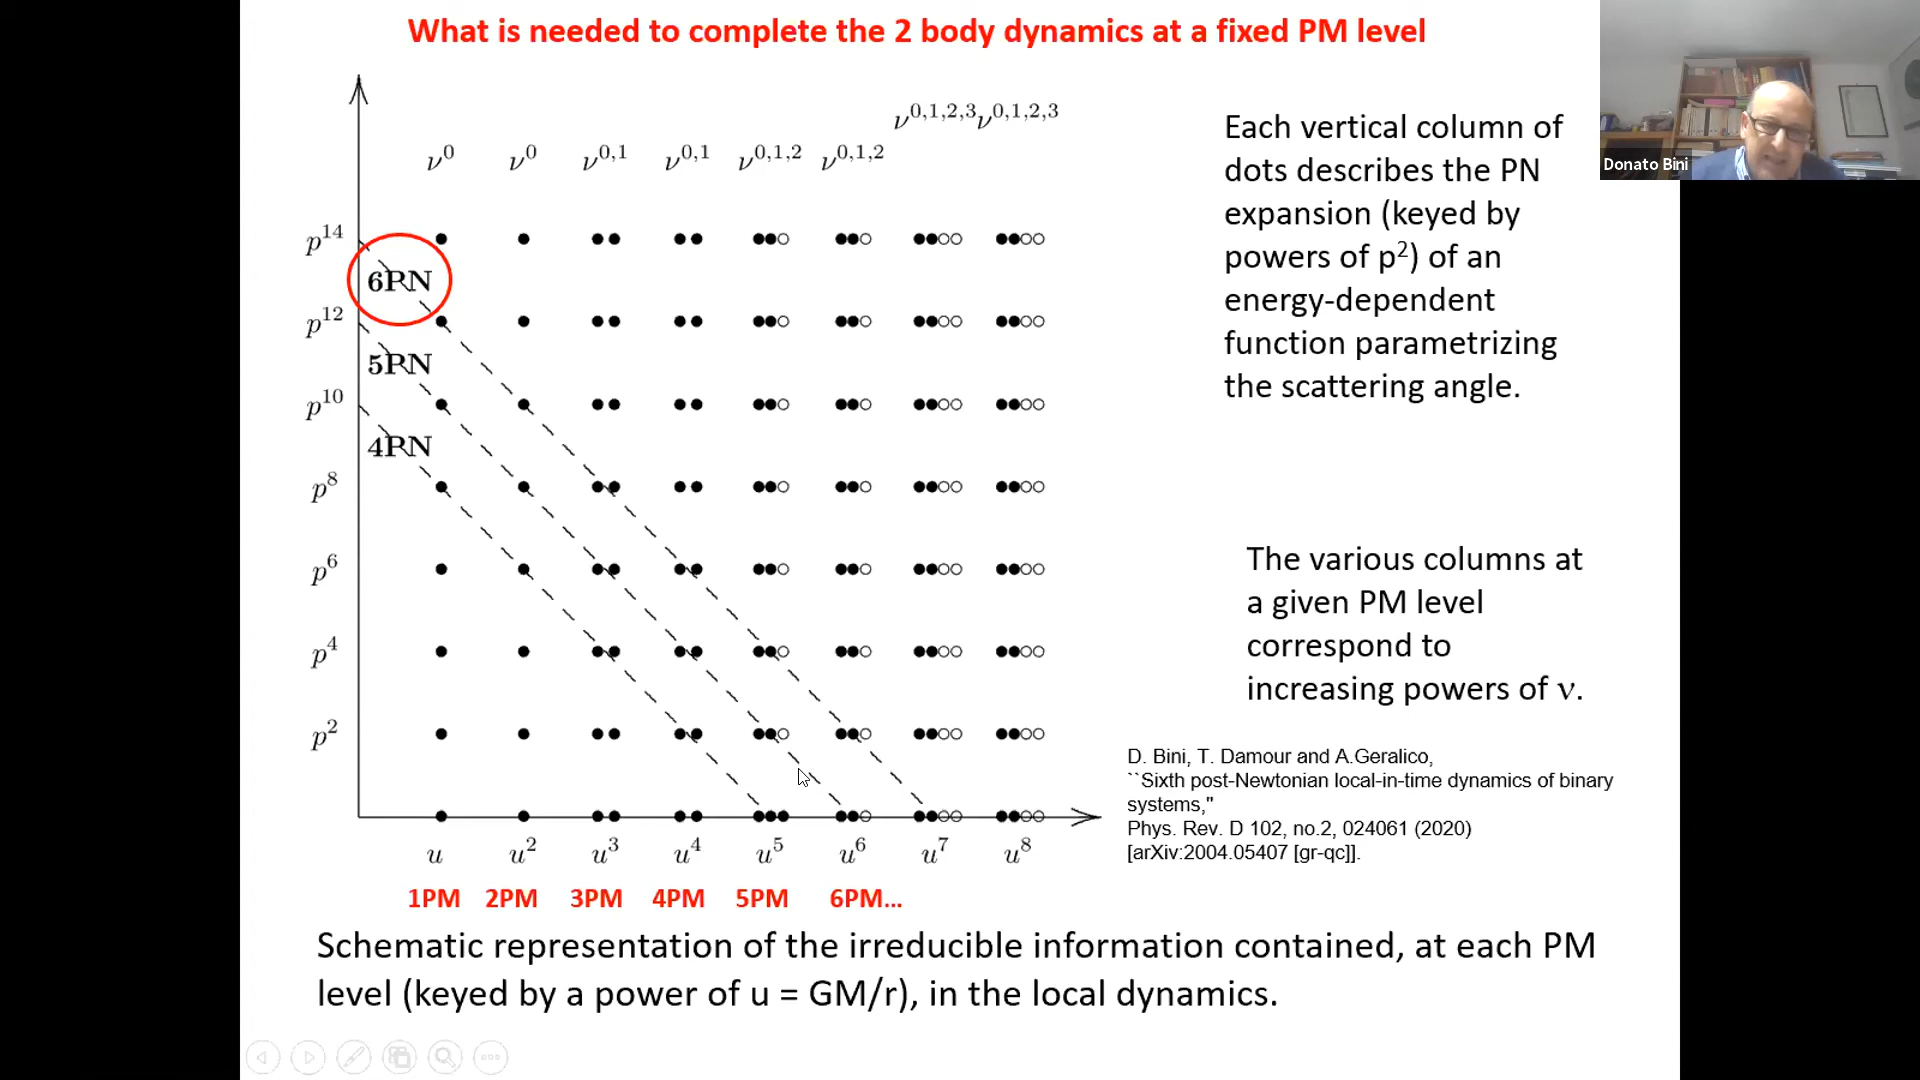 What is needed to complete the 2 body dynamics at a fixed PM level
Donato Bini
ν^0 ν^0 ν^{0,1} ν^{0,1} ν^{0,1,2} ν^{0,1,2} ν^{0,1,2,3} ν^{0,1,2,3}
p^14
6PN
p^12
5PN
p^10
4PN
p^8
p^6
p^4
p^2
u u^2 u^3 u^4 u^5 u^6 u^7 u^8
1PM 2PM 3PM 4PM 5PM 6PM...
Each vertical column of
dots describes the PN
expansion (keyed by
powers of p²) of an
energy-dependent
function parametrizing
the scattering angle.
The various columns at
a given PM level
correspond to
increasing powers of ν.
D. Bini, T. Damour and A.Geralico,
``Sixth post-Newtonian local-in-time dynamics of binary
systems,''
Phys. Rev. D 102, no.2, 024061 (2020)
[arXiv:2004.05407 [gr-qc]].
Schematic representation of the irreducible information contained, at each PM
level (keyed by a power of u = GM/r), in the local dynamics.